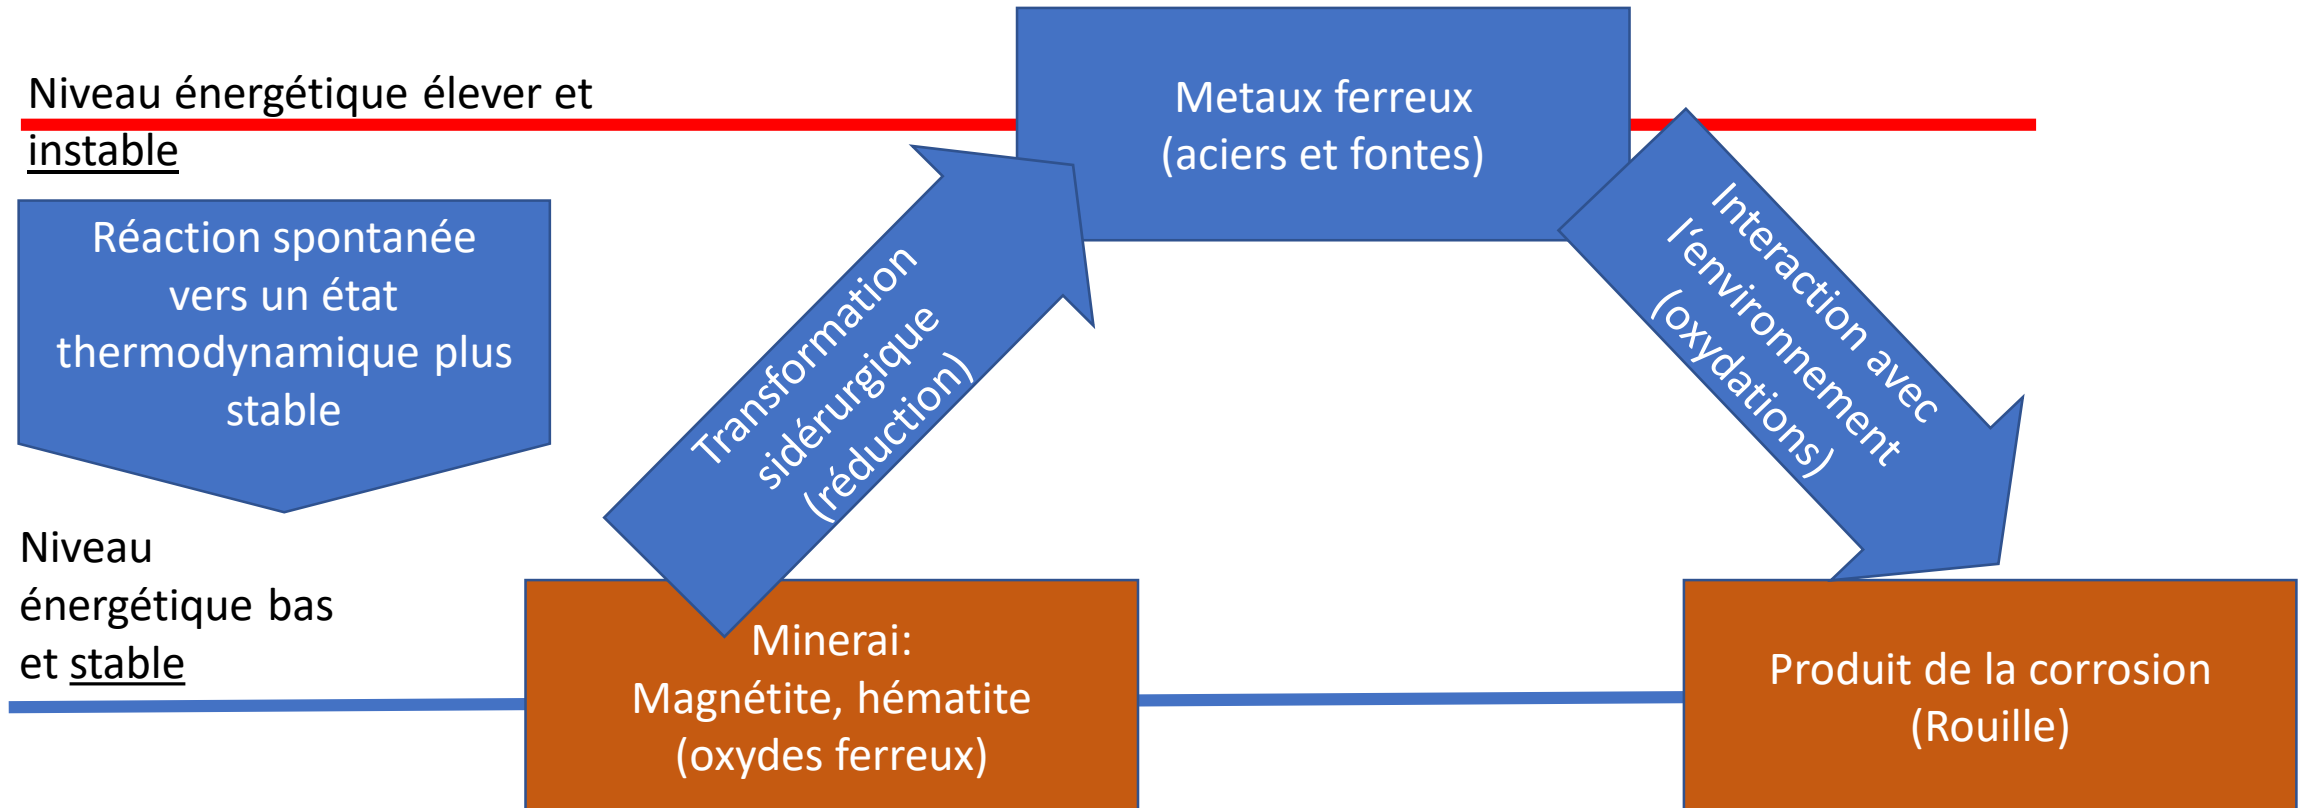 Niveau énergétique élever et
instable
Metaux ferreux
(aciers et fontes)
Réaction spontanée
vers un état
thermodynamique plus
stable
Transformation
sidérurgique
(réduction)
Interaction avec
l‘environnement
(oxydations)
Niveau
énergétique bas
et stable
Minerai:
Magnétite, hématite
(oxydes ferreux)
Produit de la corrosion
(Rouille)